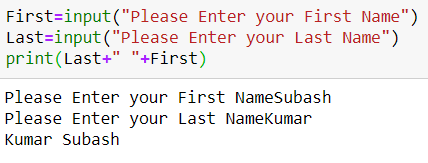 First=input("Please Enter your First Name")
Last=input("Please Enter your Last Name")
print(Last+" "+First)
Please Enter your First NameSubash
Please Enter your Last NameKumar
Kumar Subash